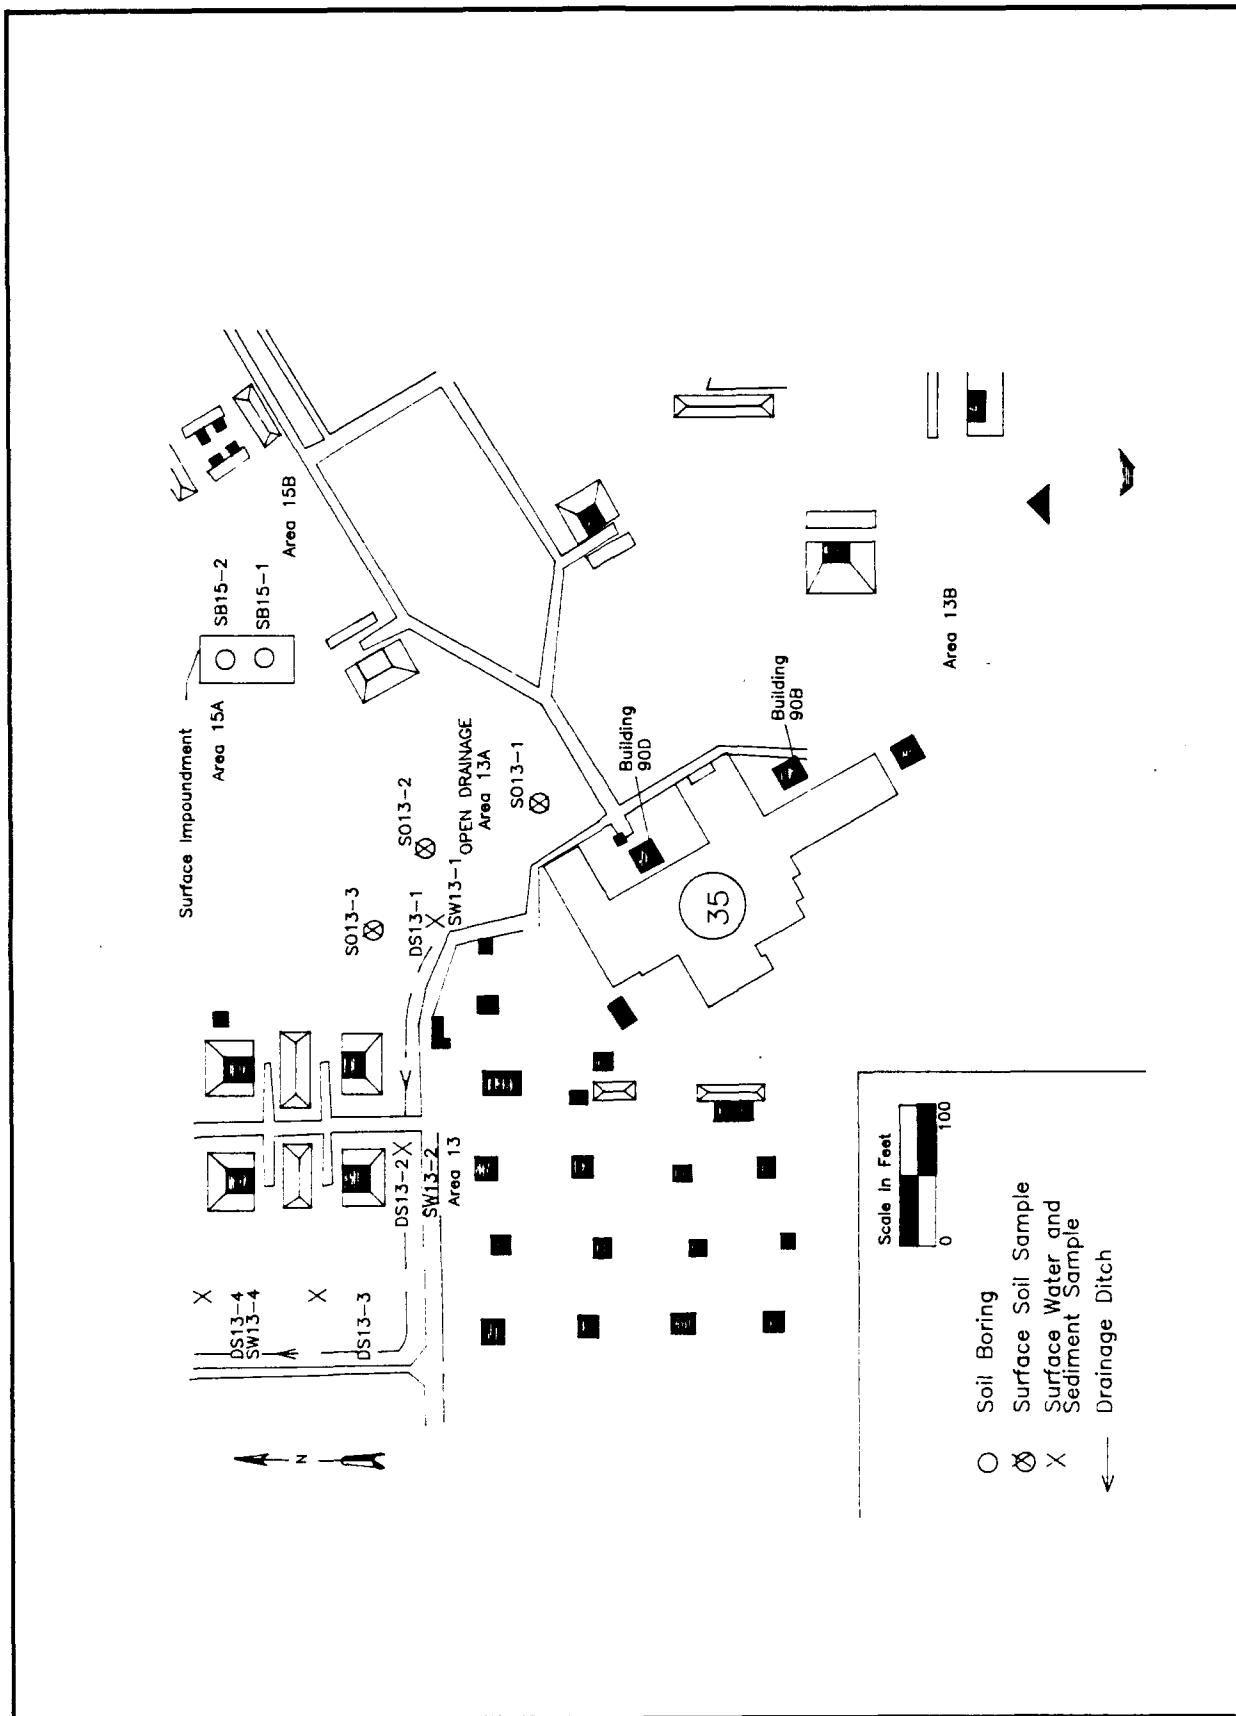 Surface Impoundment
Area 15A
SB15-2
SB15-1
Area 15B
SO13-3
SO13-2
DS13-1
SW13-1
OPEN DRAINAGE
Area 13A
SO13-1
DS13-4
SW13-4
DS13-3
DS13-2
SW13-2
Area 13
Building
90D
Building
90B
35
Area 13B
N
Scale In Feet
0
100
Soil Boring
Surface Soil Sample
Surface Water and
Sediment Sample
Drainage Ditch